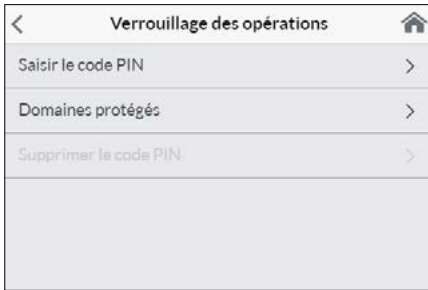 Verrouillage des opérations
Saisir le code PIN
Domaines protégés
Supprimer le code PIN